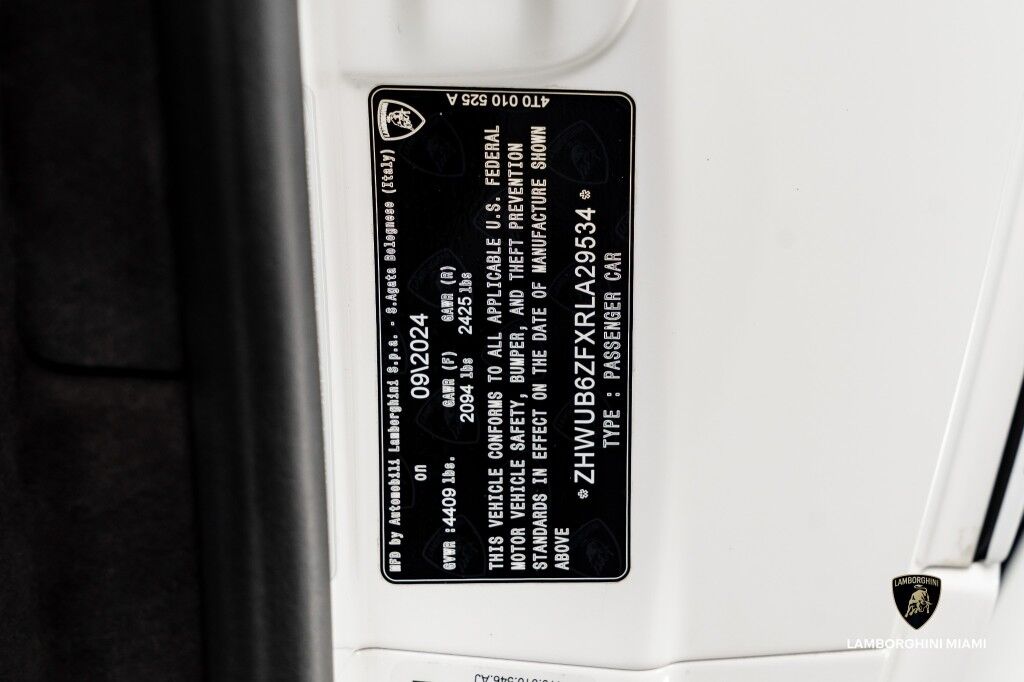 4T0 010 525 A
LAMBORGHINI
MFD by Automobili Lamborghini S.p.a. - S.Agata Bolognese (Italy)
on 09\2024
GVWR :4409 lbs. GAWR (F) GAWR (R)
2094 lbs 2425 lbs
THIS VEHICLE CONFORMS TO ALL APPLICABLE U.S. FEDERAL
MOTOR VEHICLE SAFETY, BUMPER, AND THEFT PREVENTION
STANDARDS IN EFFECT ON THE DATE OF MANUFACTURE SHOWN
ABOVE
*ZHWUB6ZFXRLA29534*
TYPE : PASSENGER CAR
LAMBORGHINI
LAMBORGHINI MIAMI